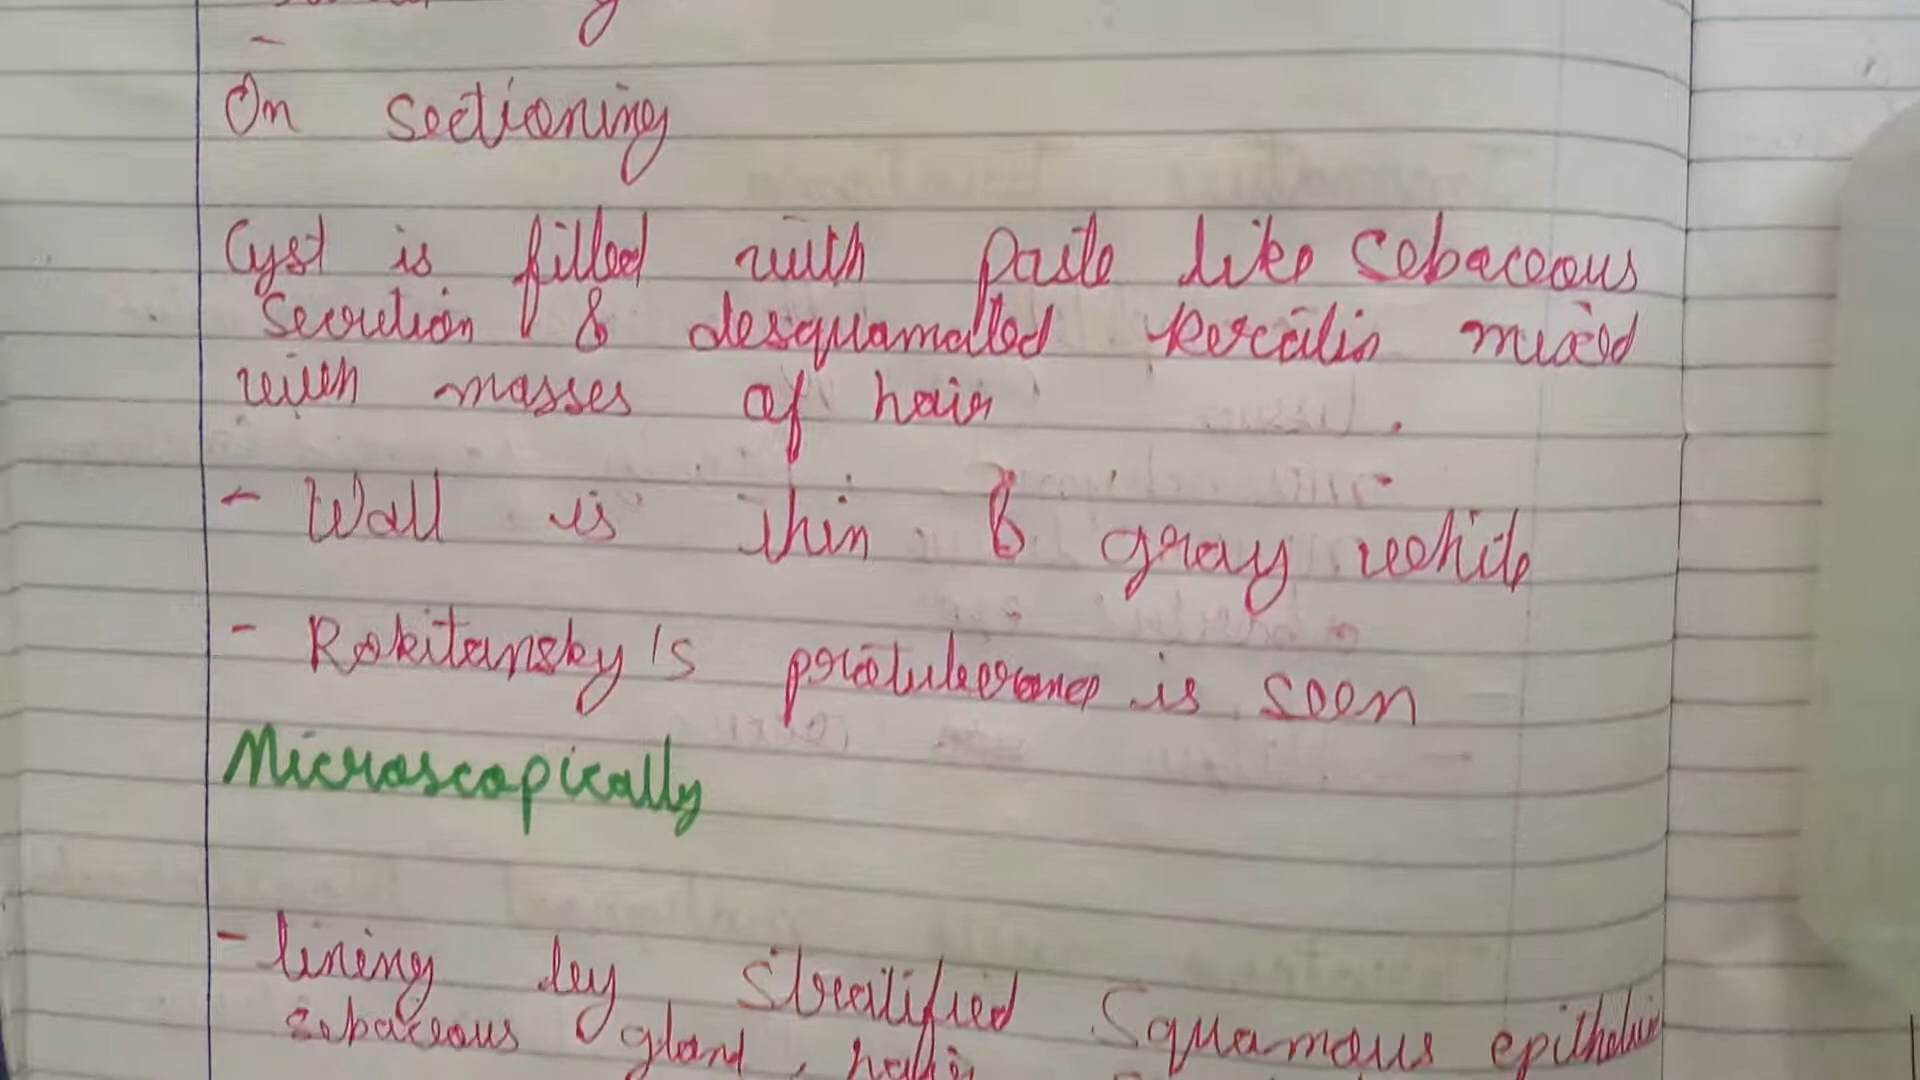 On sectioning
Cyst is filled with paste like sebaceous
secretion & desquamatted keratin mixed
with masses of hair
- Wall is thin & gray white
- Rokitansky's protuberance is seen
Microscopically
- lining by stratified squamous epithelium
sebaceous gland, hair